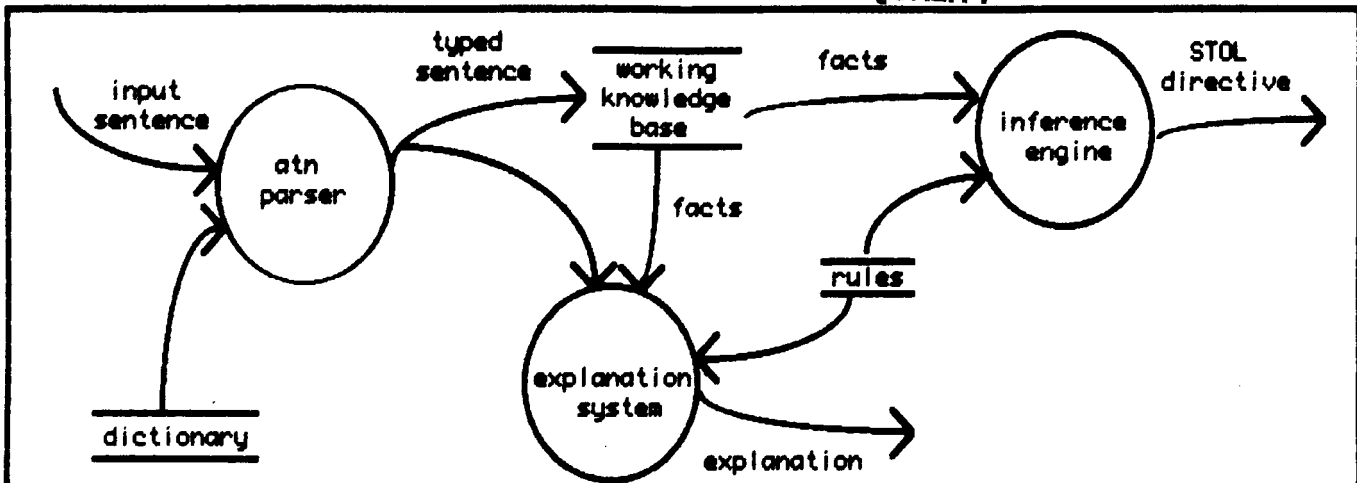 typed
sentence
working
knowledge
base
facts
STOL
directive
input
sentence
inference
engine
atn
parser
facts
rules
explanation
system
dictionary
explanation